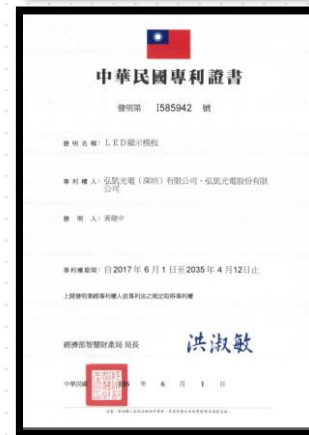 中華民國專利證書
發明第 I585942 號
發 明 名 稱：LED顯示模板
專 利 權 人：弘凱光電（深圳）有限公司、弘凱光電股份有限
公司
發 明 人：黃建中
專利權期間：自2017年 6 月 1 日至2035年 4 月12日止
上開發明業經專利權人依專利法之規定取得專利權
經濟部智慧財產局 局長
洪淑敏
中華民國 106 年 6 月 1 日